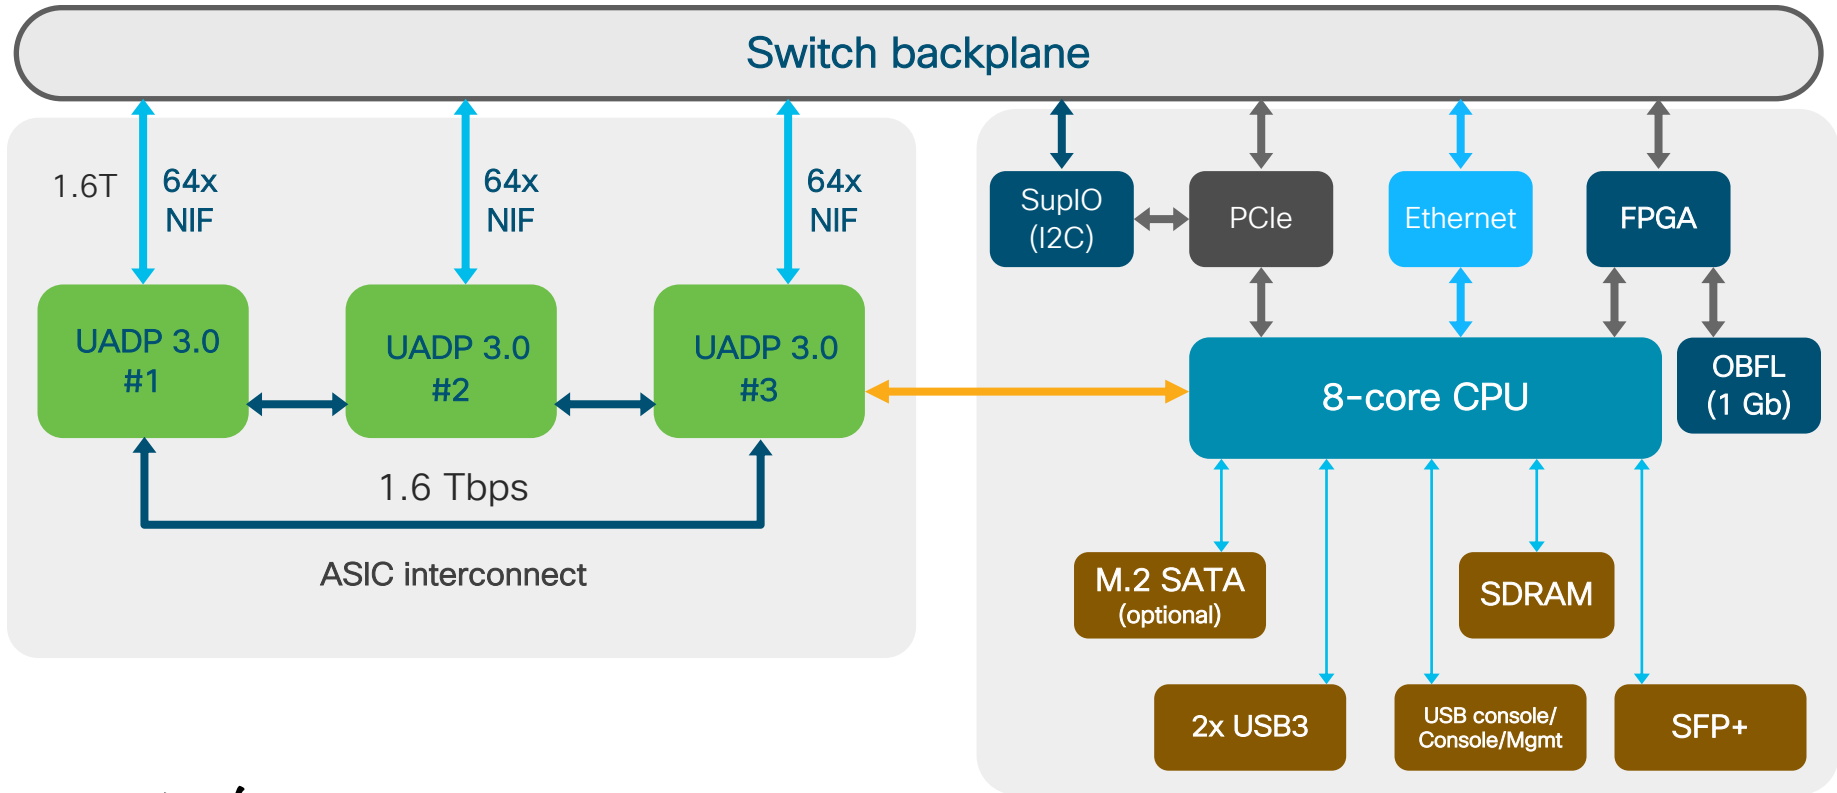 Switch backplane
1.6T
64x
NIF
64x
NIF
64x
NIF
UADP 3.0
#1
UADP 3.0
#2
UADP 3.0
#3
1.6 Tbps
ASIC interconnect
SupIO
(I2C)
PCIe
Ethernet
FPGA
8-core CPU
OBFL
(1 Gb)
M.2 SATA
(optional)
SDRAM
2x USB3
USB console/
Console/Mgmt
SFP+